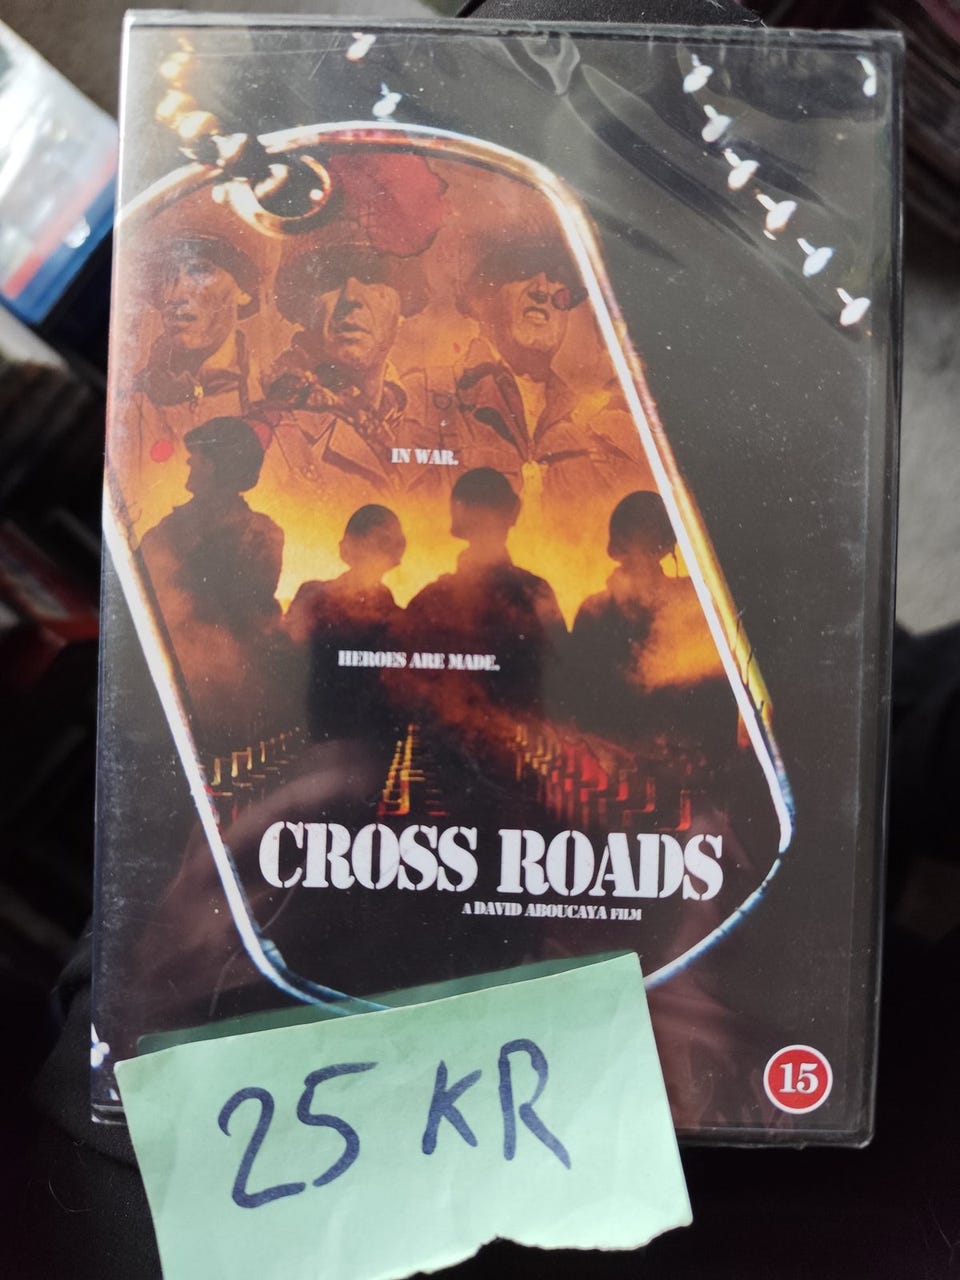 IN WAR.
HEROES ARE MADE.
CROSS ROADS
A DAVID ABOUCAYA FILM
15
25 KR